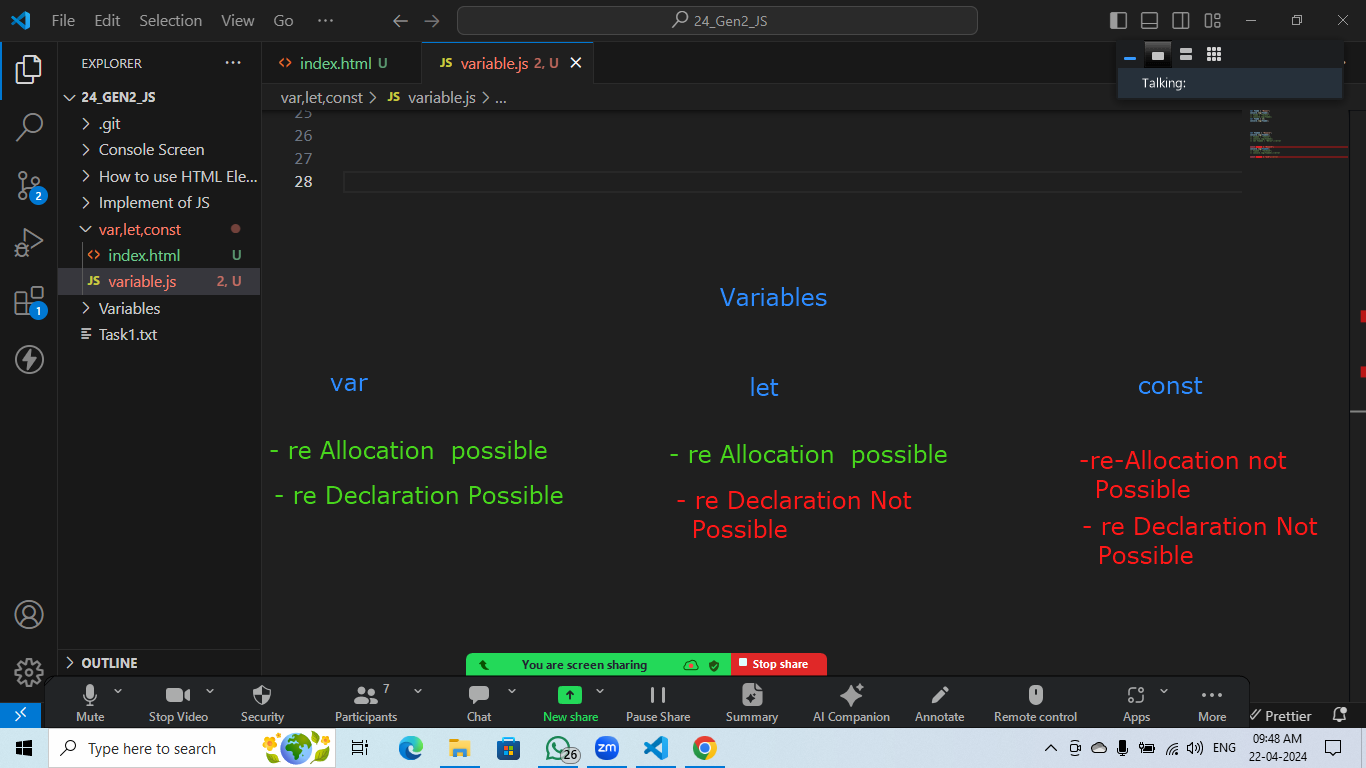 File Edit Selection View Go ··· 24_Gen2_JS
EXPLORER ···
index.html U
JS variable.js 2, U
Talking:
24_GEN2_JS
var,let,const > JS variable.js > ...
.git
Console Screen
How to use HTML Ele...
Implement of JS
var,let,const
index.html U
JS variable.js 2, U
Variables
Task1.txt
25
26
27
28
Variables
var
let
const
- re Allocation possible
- re Declaration Possible
- re Allocation possible
- re Declaration Not
Possible
-re-Allocation not
Possible
- re Declaration Not
Possible
2
1
OUTLINE
You are screen sharing
Stop share
Mute
Stop Video
Security
Participants 7
Chat
New share
Pause Share
Summary
AI Companion
Annotate
Remote control
Apps
More
Prettier
Type here to search
26
zm
ENG
09:48 AM
22-04-2024